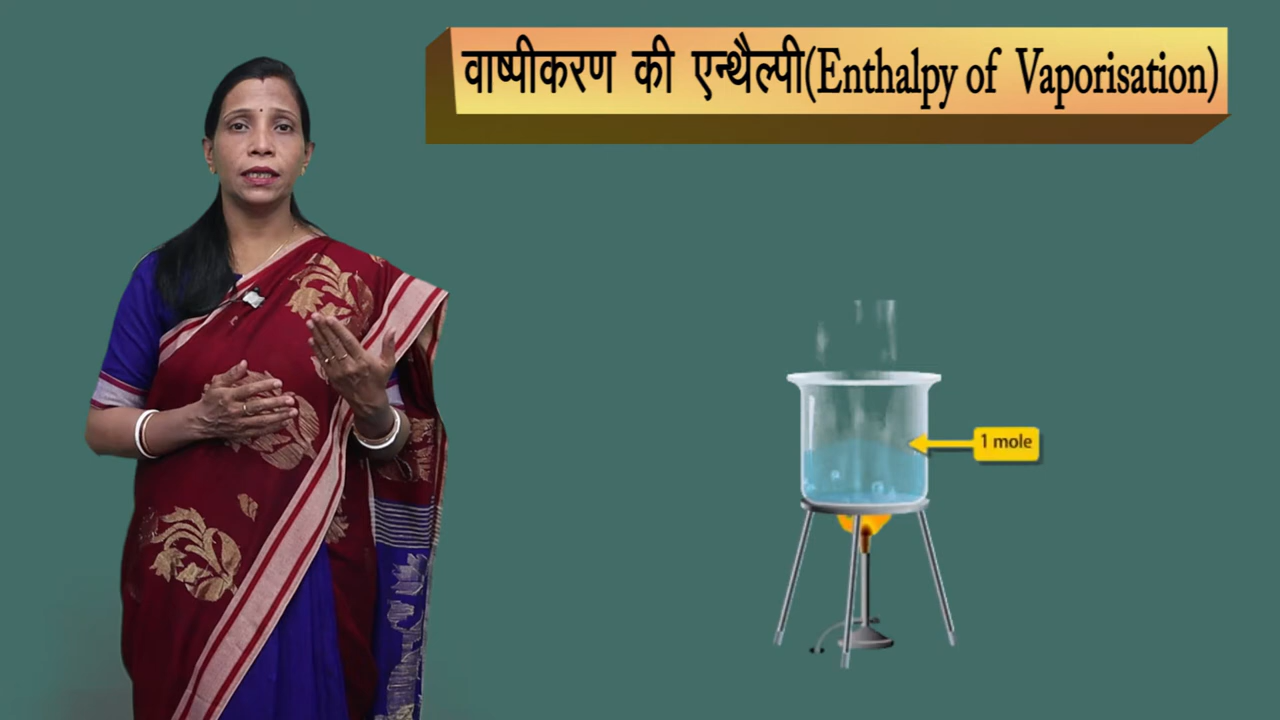 वाष्पीकरण की एन्थैल्पी(Enthalpy of Vaporisation)
1 mole